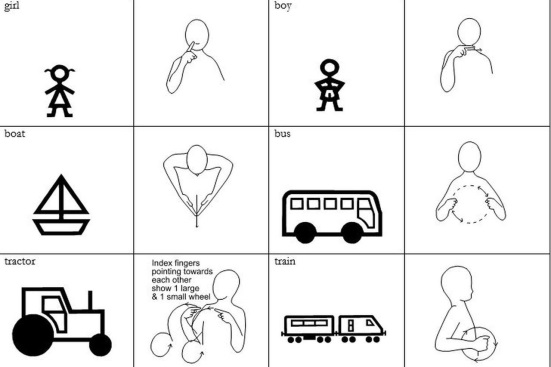 girl
boy
boat
bus
tractor
Index fingers
pointing towards
each other
show 1 large
& 1 small wheel
train